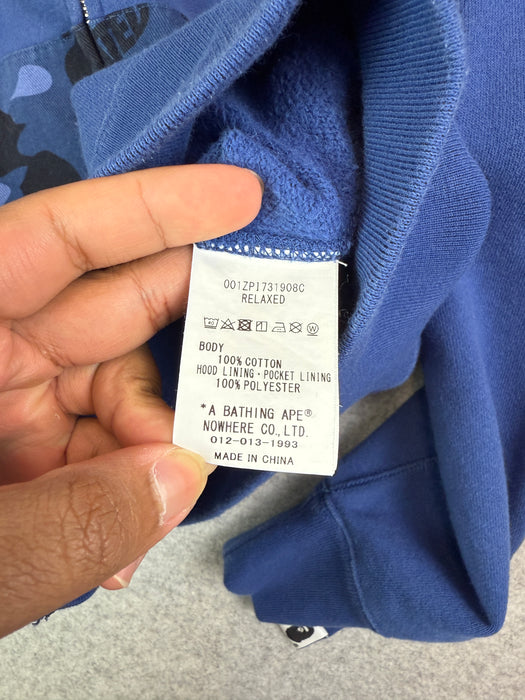 001ZPI731908C
RELAXED
BODY
100% COTTON
HOOD LINING・POCKET LINING
100% POLYESTER
*A BATHING APE®
NOWHERE CO., LTD.
012-013-1993
MADE IN CHINA